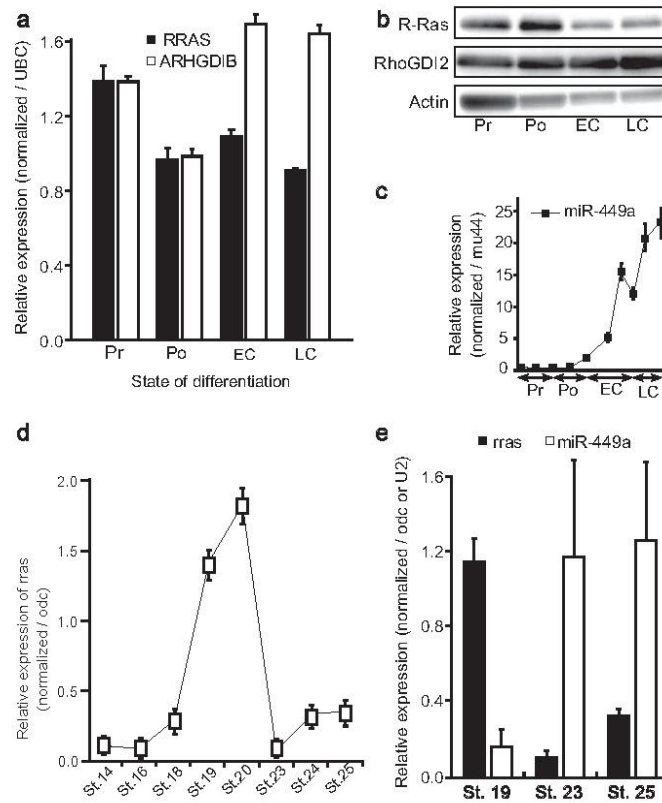 a
Relative expression (normalized / UBC)
1.6
1.2
0.8
0.4
0.0
RRAS
ARHGDIB
Pr Po EC LC
State of differentiation
b
R-Ras
RhoGDI2
Actin
Pr Po EC LC
c
Relative expression
(normalized / mu44)
25
20
15
10
5
0
miR-449a
Pr Po EC LC
d
Relative expression of rras
(normalized / odc)
2.0
1.5
1.0
0.4
0.0
St.14 St.16 St.18 St.19 St.20 St.23 St.24 St.25
e
rras miR-449a
Relative expression (normalized / odc or U2)
1.6
1.2
0.8
0.4
0.0
St. 19 St. 23 St. 25